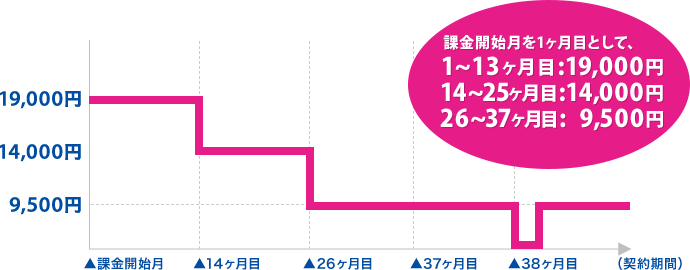 課金開始月を1ヶ月目として、
1~13ヶ月目:19,000円
14~25ヶ月目:14,000円
26~37ヶ月目: 9,500円
19,000円
14,000円
9,500円
▲課金開始月 ▲14ヶ月目 ▲26ヶ月目 ▲37ヶ月目 ▲38ヶ月目 (契約期間)